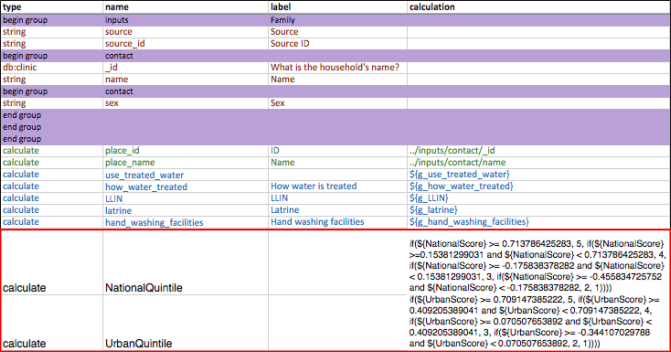 type name label calculation
begin group inputs Family
string source Source
string source_id Source ID
begin group contact
db:clinic _id What is the household's name?
string name Name
begin group contact
string sex Sex
end group
end group
end group
calculate place_id ID ../inputs/contact/_id
calculate place_name Name ../inputs/contact/name
calculate use_treated_water ${g_use_treated_water}
calculate how_water_treated How water is treated ${g_how_water_treated}
calculate LLIN LLIN ${g_LLIN}
calculate latrine Latrine ${g_latrine}
calculate hand_washing_facilities Hand washing facilities ${g_hand_washing_facilities}
if(${NationalScore} >= 0.713786425283, 5, if(${NationalScore}
>=0.15381299031 and ${NationalScore} < 0.713786425283, 4,
if(${NationalScore} >= -0.175838378282 and ${NationalScore}
< 0.15381299031, 3, if(${NationalScore} >= -0.455834725752
calculate NationalQuintile and ${NationalScore} < -0.175838378282, 2, 1))))
if(${UrbanScore} >= 0.709147385222, 5, if(${UrbanScore} >=
0.409205389041 and ${UrbanScore} < 0.709147385222, 4,
if(${UrbanScore} >= 0.070507653892 and ${UrbanScore} <
0.409205389041, 3, if(${UrbanScore} >= -0.344107029788
calculate UrbanQuintile and ${UrbanScore} < 0.070507653892, 2, 1))))